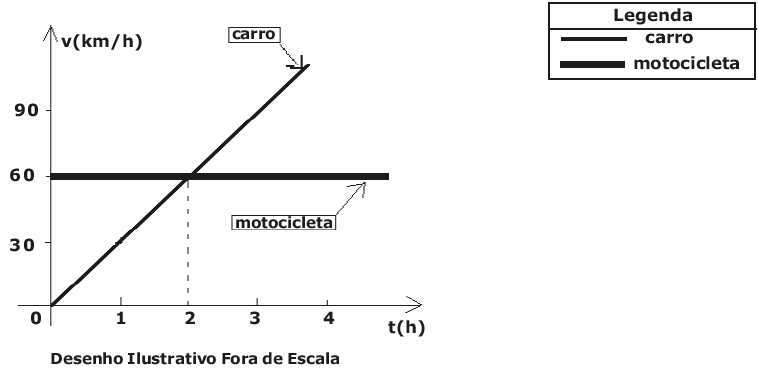 Legenda
carro
motocicleta
v(km/h)
carro
90
60
motocicleta
30
0 1 2 3 4
t(h)
Desenho Ilustrativo Fora de Escala